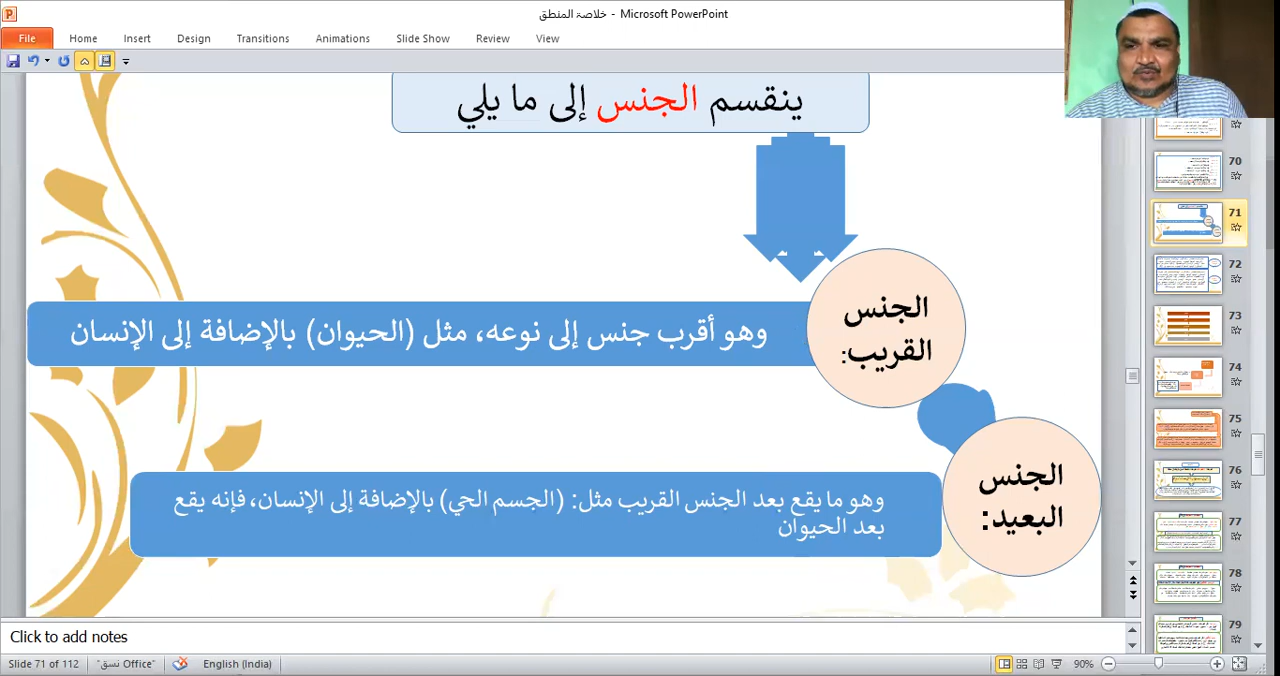 خلاصة المنطق - Microsoft PowerPoint
File Home Insert Design Transitions Animations Slide Show Review View
ينقسم الجنس إلى ما يلي
الجنس
القريب:
وهو أقرب جنس إلى نوعه، مثل (الحيوان) بالإضافة إلى الإنسان
الجنس
البعيد:
وهو ما يقع بعد الجنس القريب مثل: (الجسم الحي) بالإضافة إلى الإنسان، فإنه يقع
بعد الحيوان
70
71
72
73
74
75
76
77
78
79
Click to add notes
Slide 71 of 112 "نسق Office" English (India) 90%